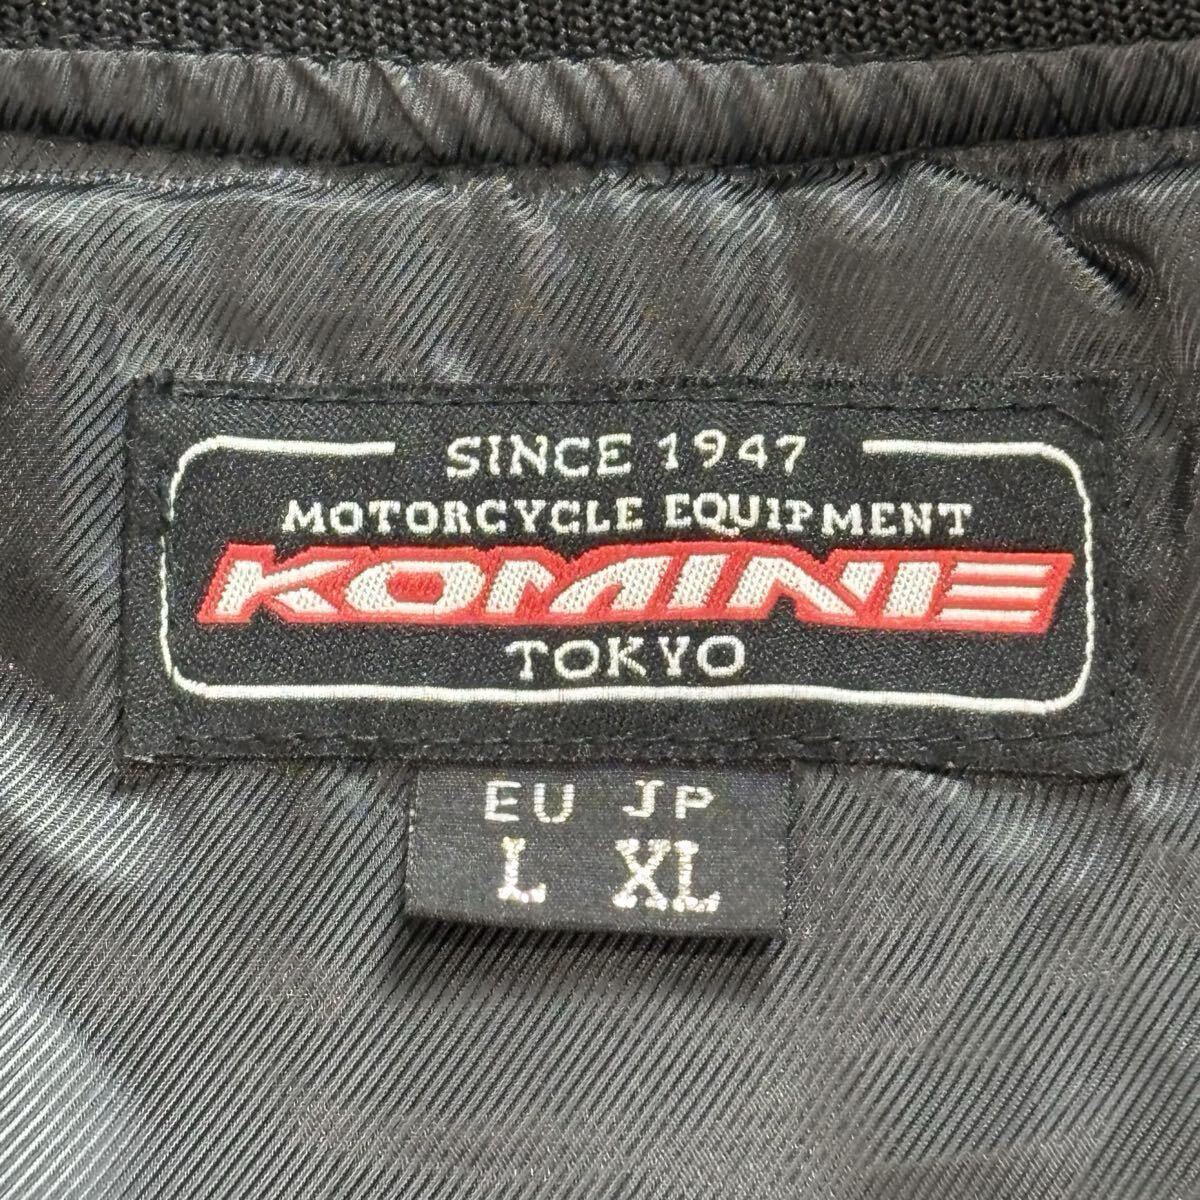 SINCE 1947
MOTORCYCLE EQUIPMENT
KOMINE
TOKYO
EU JP
L XL